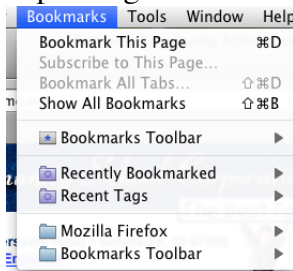 Bookmarks Tools Window Help
Bookmark This Page ⌘D
Subscribe to This Page...
Bookmark All Tabs... ⇧⌘D
Show All Bookmarks ⇧⌘B
Bookmarks Toolbar
Recently Bookmarked
Recent Tags
Mozilla Firefox
Bookmarks Toolbar